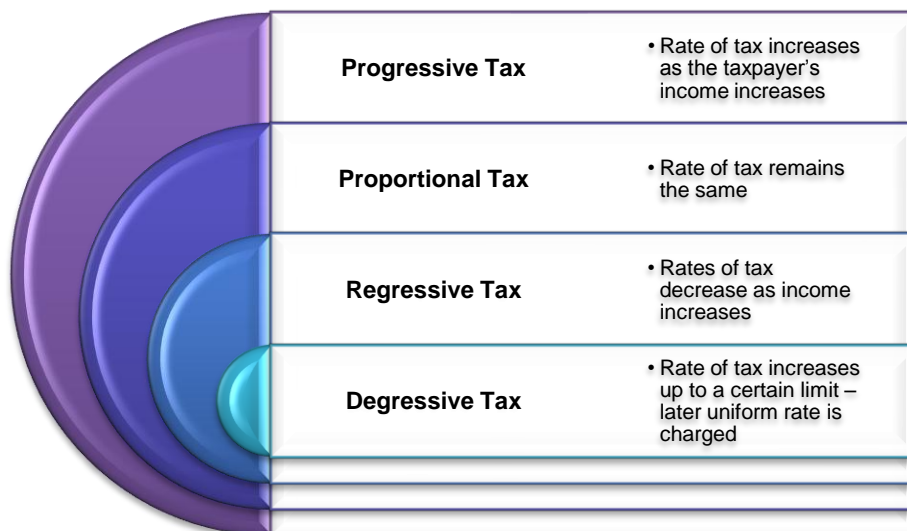 Progressive Tax
• Rate of tax increases
as the taxpayer's
income increases
Proportional Tax
• Rate of tax remains
the same
Regressive Tax
• Rates of tax
decrease as income
increases
Degressive Tax
• Rate of tax increases
up to a certain limit –
later uniform rate is
charged